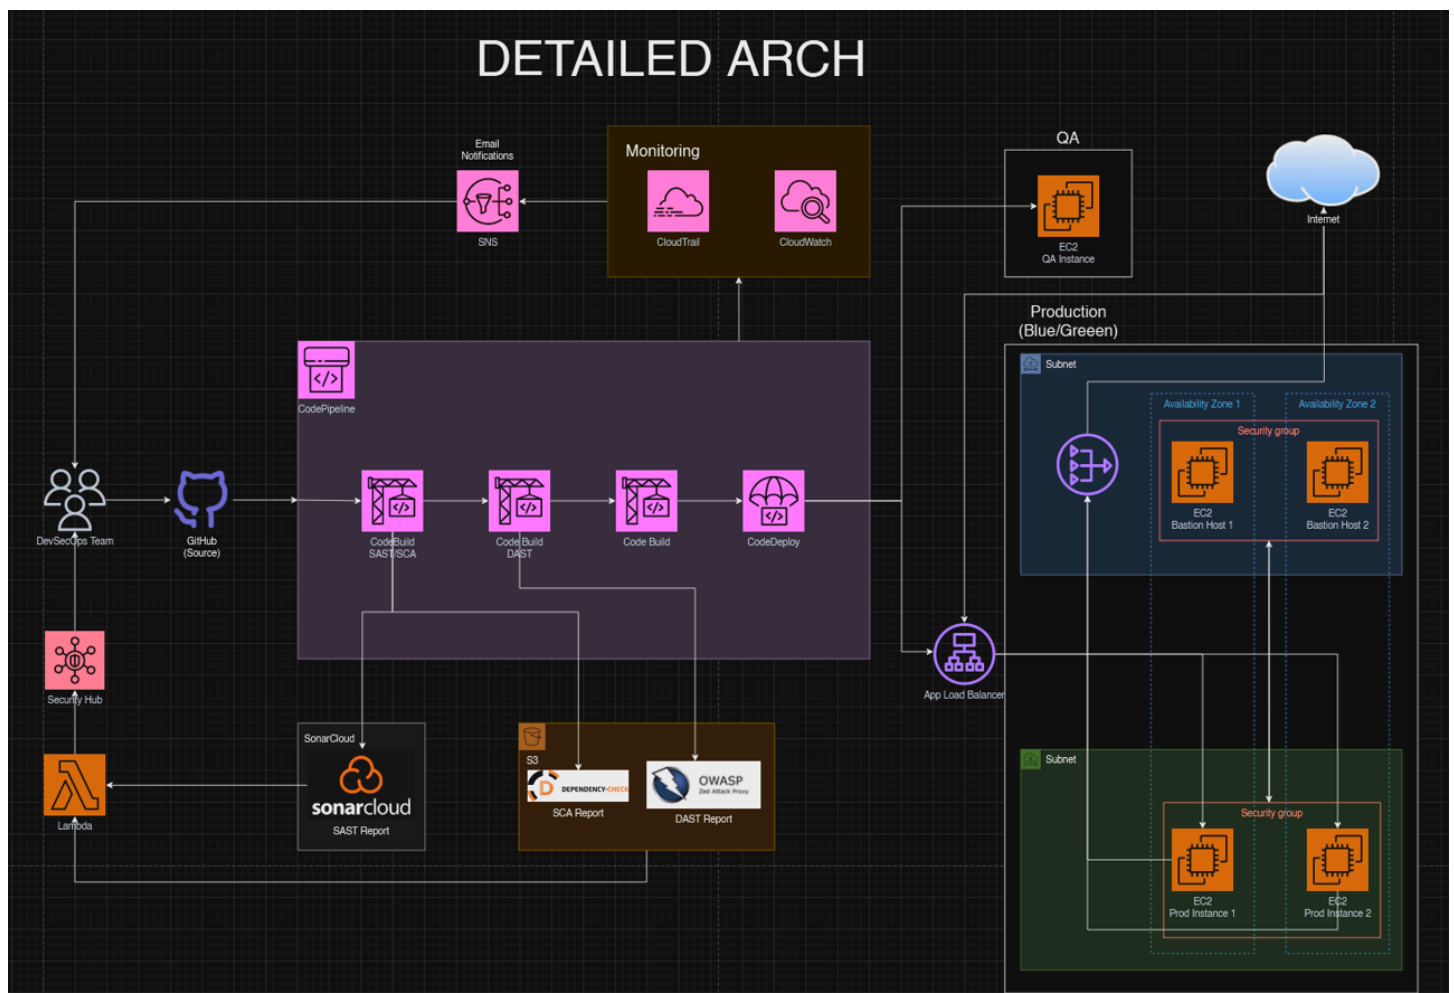 DETAILED ARCH
Email
Notifications
SNS
Monitoring
CloudTrail
CloudWatch
QA
EC2
QA Instance
Internet
Production
(Blue/Greeen)
CodePipeline
DevSecOps Team
GitHub
(Source)
CodeBuild
SAST/SCA
Code Build
DAST
Code Build
CodeDeploy
Subnet
Availability Zone 1
Availability Zone 2
Security group
EC2
Bastion Host 1
EC2
Bastion Host 2
Security Hub
App Load Balancer
Lambda
SonarCloud
sonarcloud
SAST Report
S3
DEPENDENCY-CHECK
SCA Report
OWASP
Zed Attack Proxy
DAST Report
Subnet
Security group
EC2
Prod Instance 1
EC2
Prod Instance 2